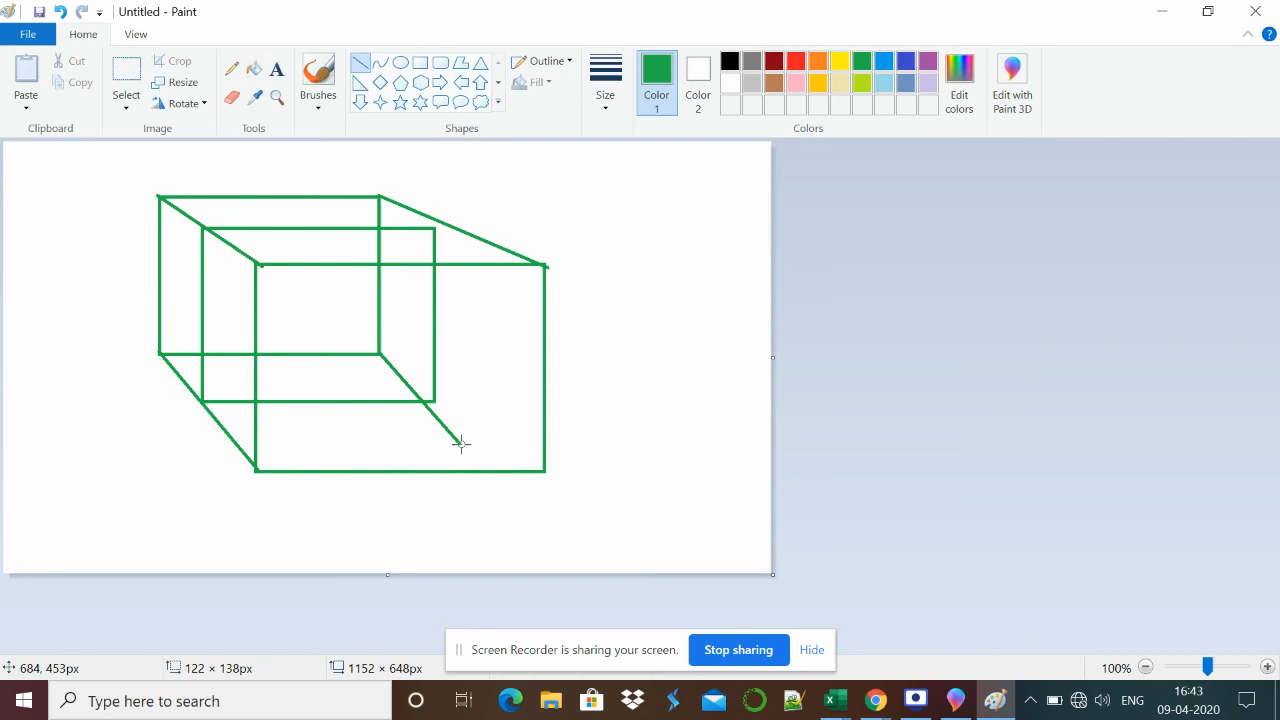 Untitled - Paint
File
Home
View
Paste
Cut
Copy
Clipboard
Select
Crop
Resize
Rotate
Image
A
Tools
Brushes
Outline
Fill
Shapes
Size
Color 1
Color 2
Edit colors
Colors
Edit with Paint 3D
?
Screen Recorder is sharing your screen.
Stop sharing
Hide
684, 453px
122 × 138px
1152 × 648px
100%
Type here to search
ENG
16:43
09-04-2020